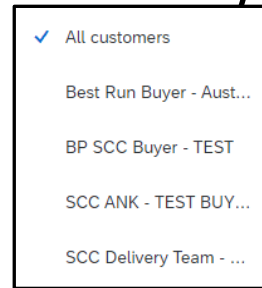 All customers
Best Run Buyer - Aust...
BP SCC Buyer - TEST
SCC ANK - TEST BUY...
SCC Delivery Team - ...